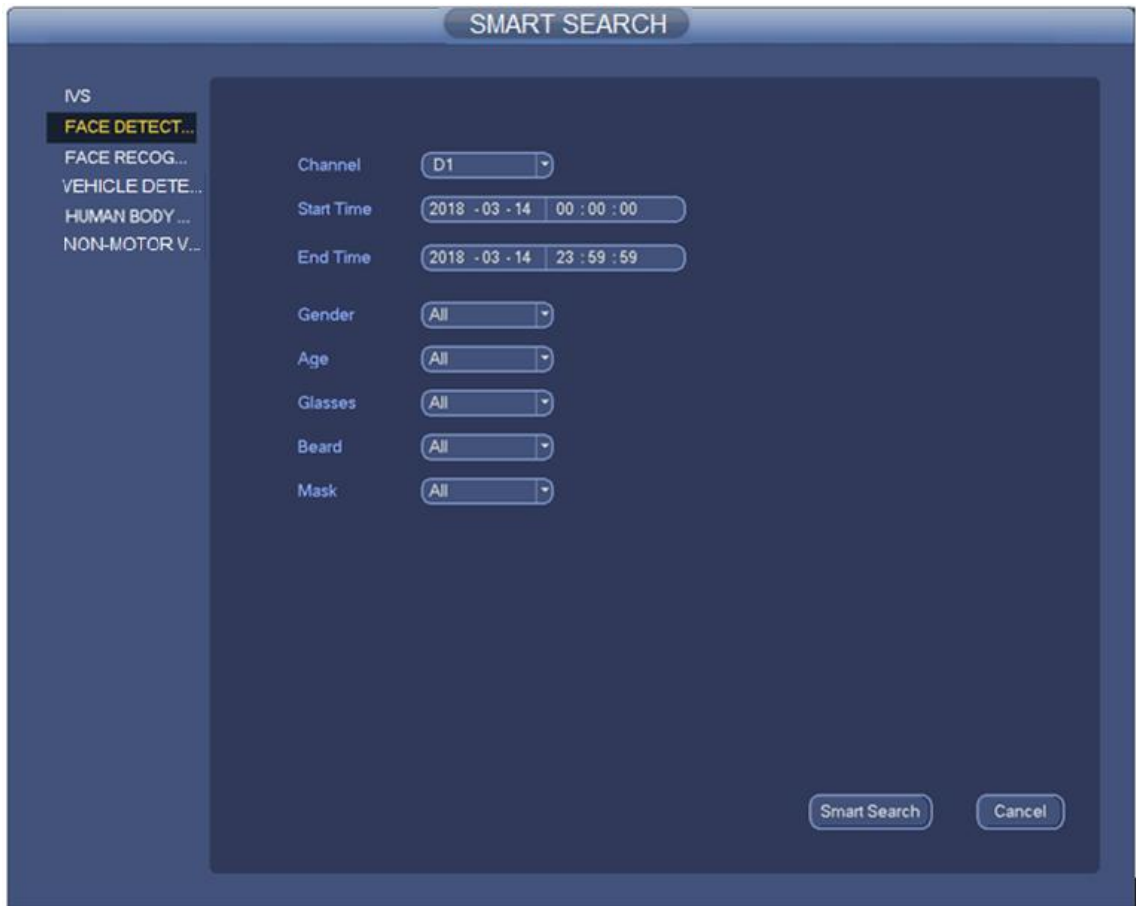 SMART SEARCH
IVS
FACE DETECT...
FACE RECOG...
VEHICLE DETE...
HUMAN BODY ...
NON-MOTOR V...
Channel D1
Start Time 2018 - 03 - 14 00 : 00 : 00
End Time 2018 - 03 - 14 23 : 59 : 59
Gender All
Age All
Glasses All
Beard All
Mask All
Smart Search Cancel